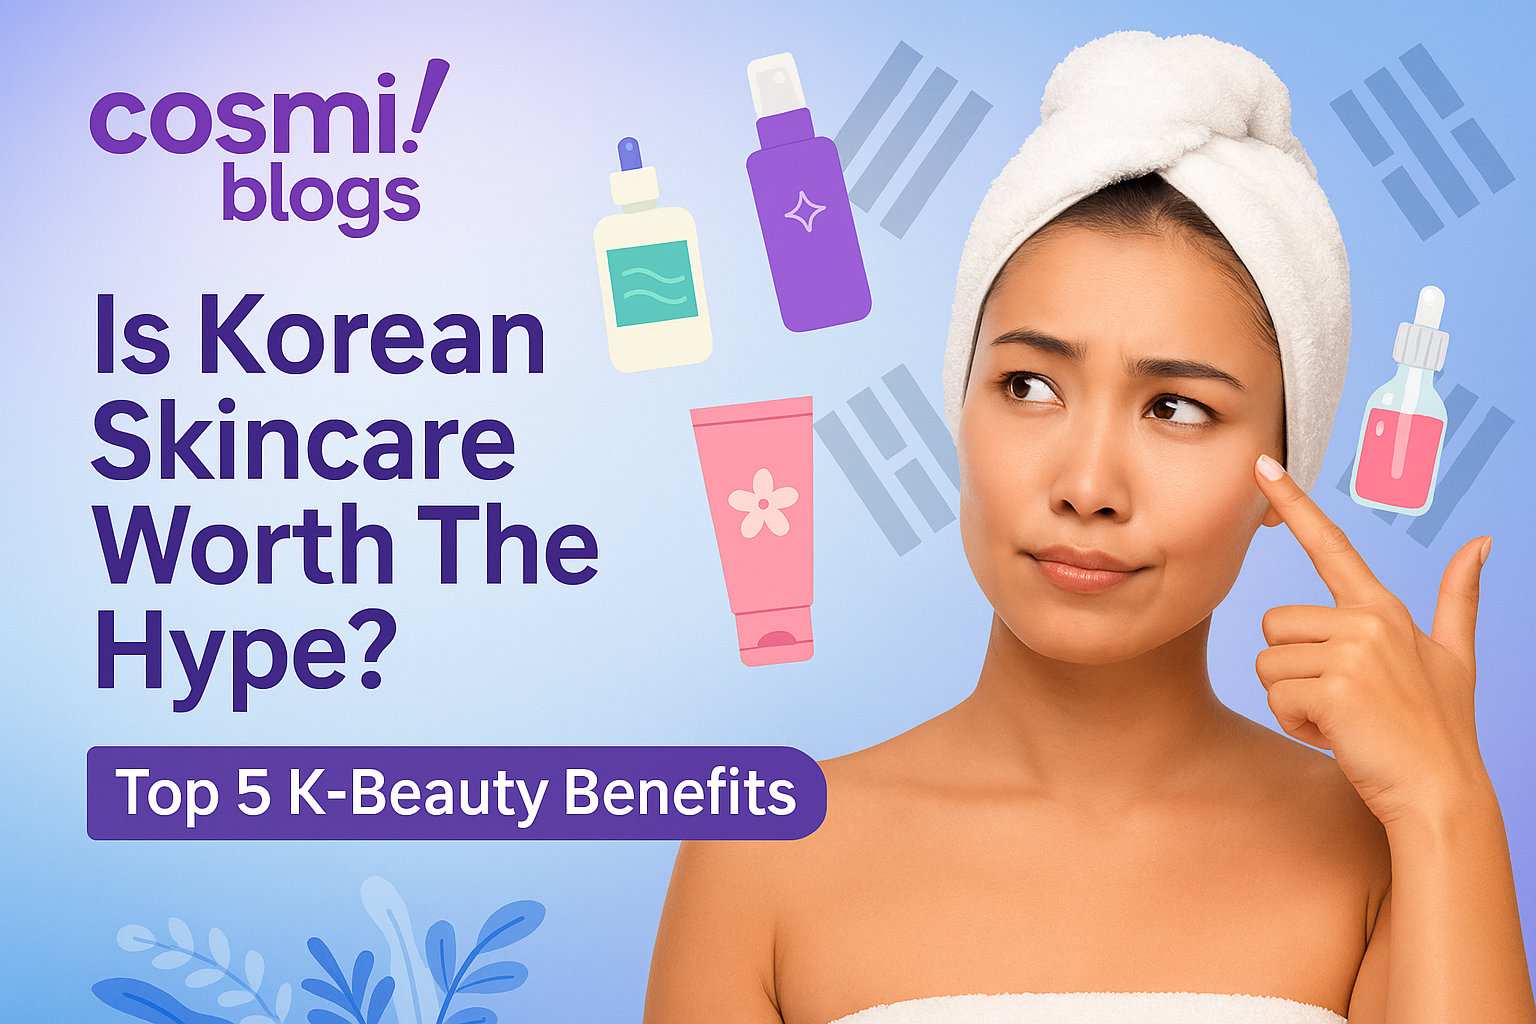 cosmi!
blogs
Is Korean
Skincare
Worth The
Hype?
Top 5 K-Beauty Benefits